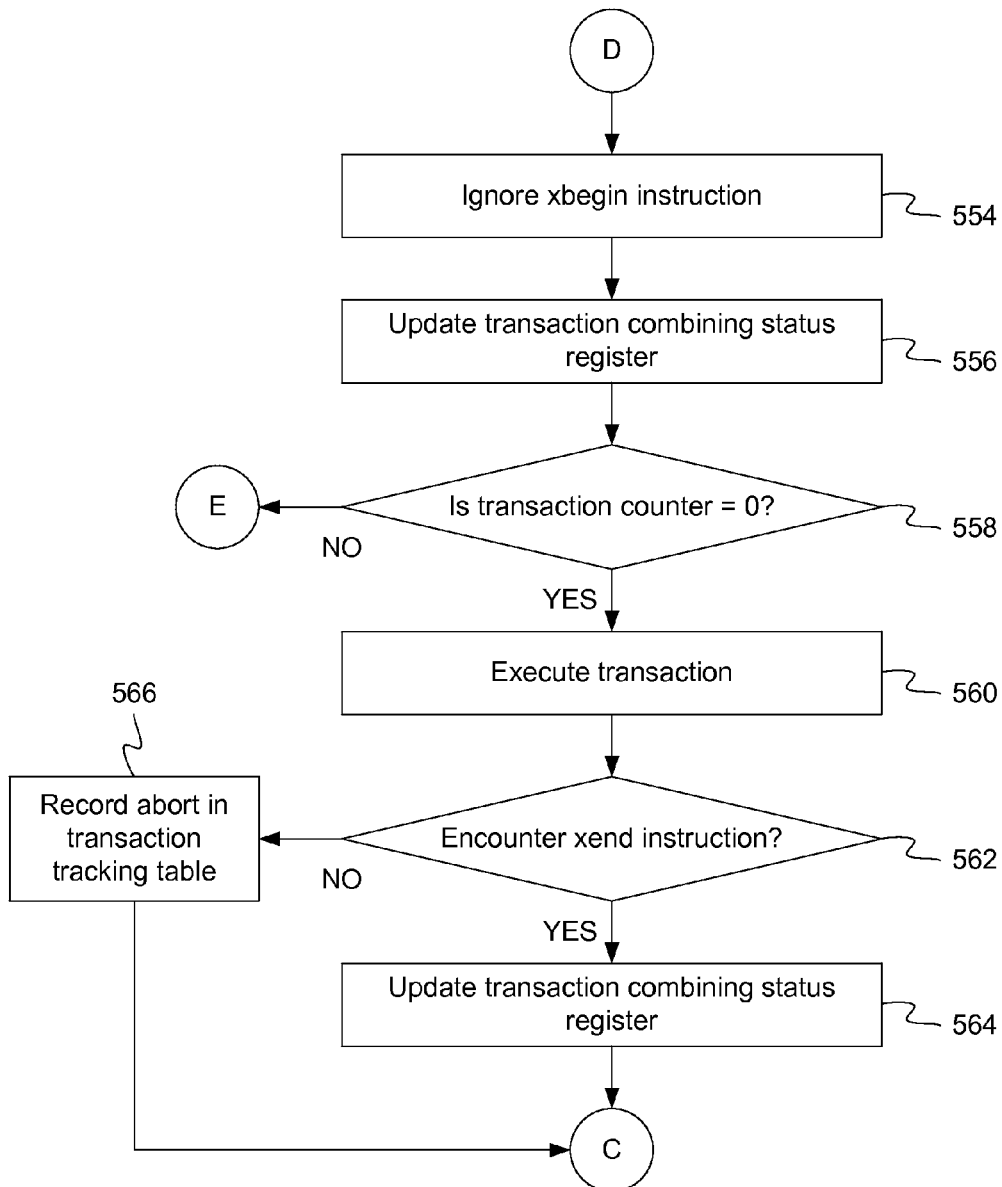 D
Ignore xbegin instruction
554
Update transaction combining status
register
556
Is transaction counter = 0?
558
E
NO
YES
Execute transaction
560
566
Record abort in
transaction
tracking table
Encounter xend instruction?
562
NO
YES
Update transaction combining status
register
564
C